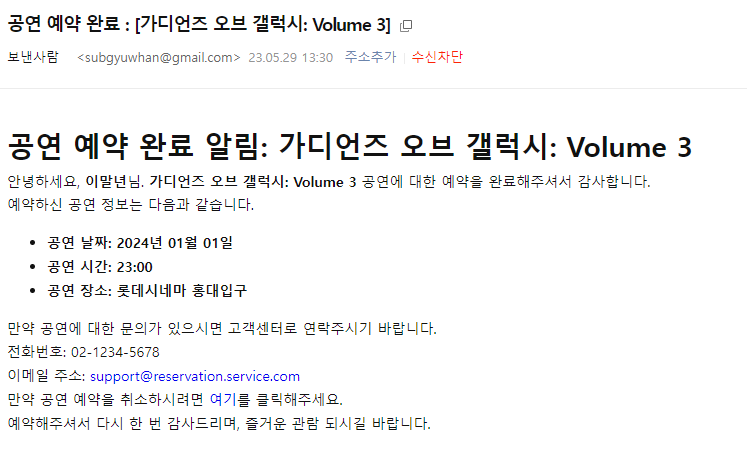 공연 예약 완료 : [가디언즈 오브 갤럭시: Volume 3]
보낸사람 <subgyuwhan@gmail.com> 23.05.29 13:30 주소추가 수신차단
공연 예약 완료 알림: 가디언즈 오브 갤럭시: Volume 3
안녕하세요, 이말년님. 가디언즈 오브 갤럭시: Volume 3 공연에 대한 예약을 완료해주셔서 감사합니다.
예약하신 공연 정보는 다음과 같습니다.
• 공연 날짜: 2024년 01월 01일
• 공연 시간: 23:00
• 공연 장소: 롯데시네마 홍대입구
만약 공연에 대한 문의가 있으시면 고객센터로 연락주시기 바랍니다.
전화번호: 02-1234-5678
이메일 주소: support@reservation.service.com
만약 공연 예약을 취소하시려면 여기를 클릭해주세요.
예약해주셔서 다시 한 번 감사드리며, 즐거운 관람 되시길 바랍니다.